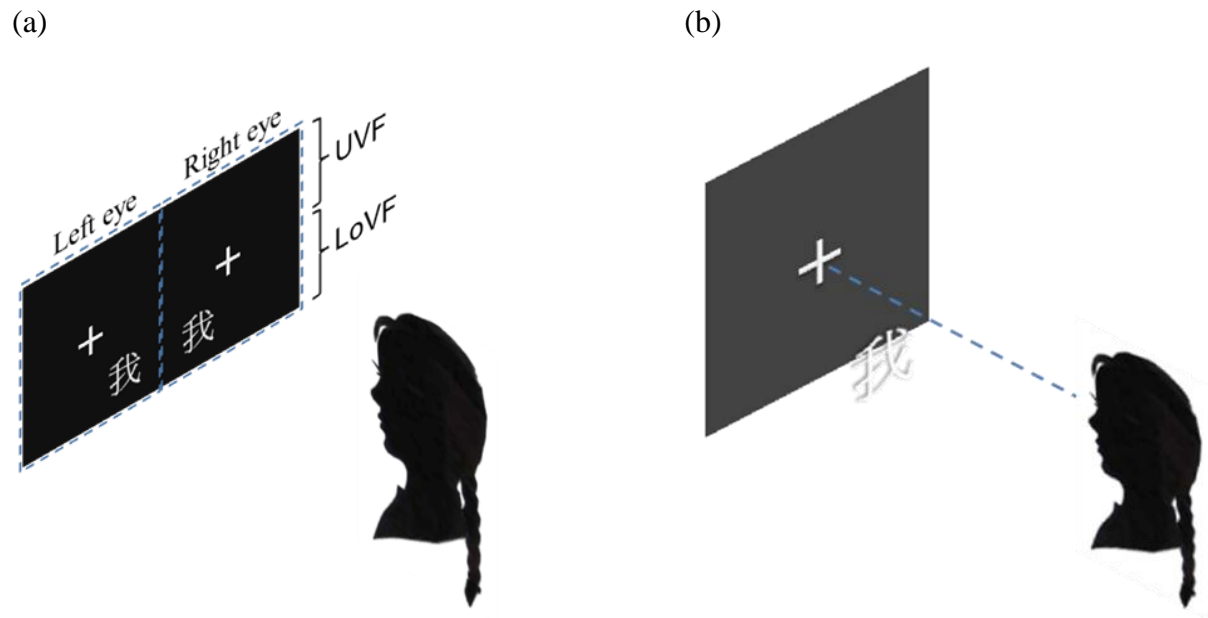 (a)
Left eye
Right eye
UVF
LoVF
我
我
(b)
我